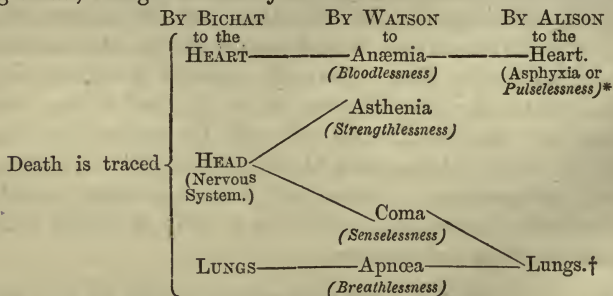 By Bichat By Watson By Alison
to the to to the
Heart Anæmia Heart.
(Bloodlessness) (Asphyxia or
Pulselessness)*
Asthenia
(Strengthlessness)
Death is traced Head
(Nervous
System.)
Coma
(Senselessness)
Lungs Apnœa Lungs.†
(Breathlessness)